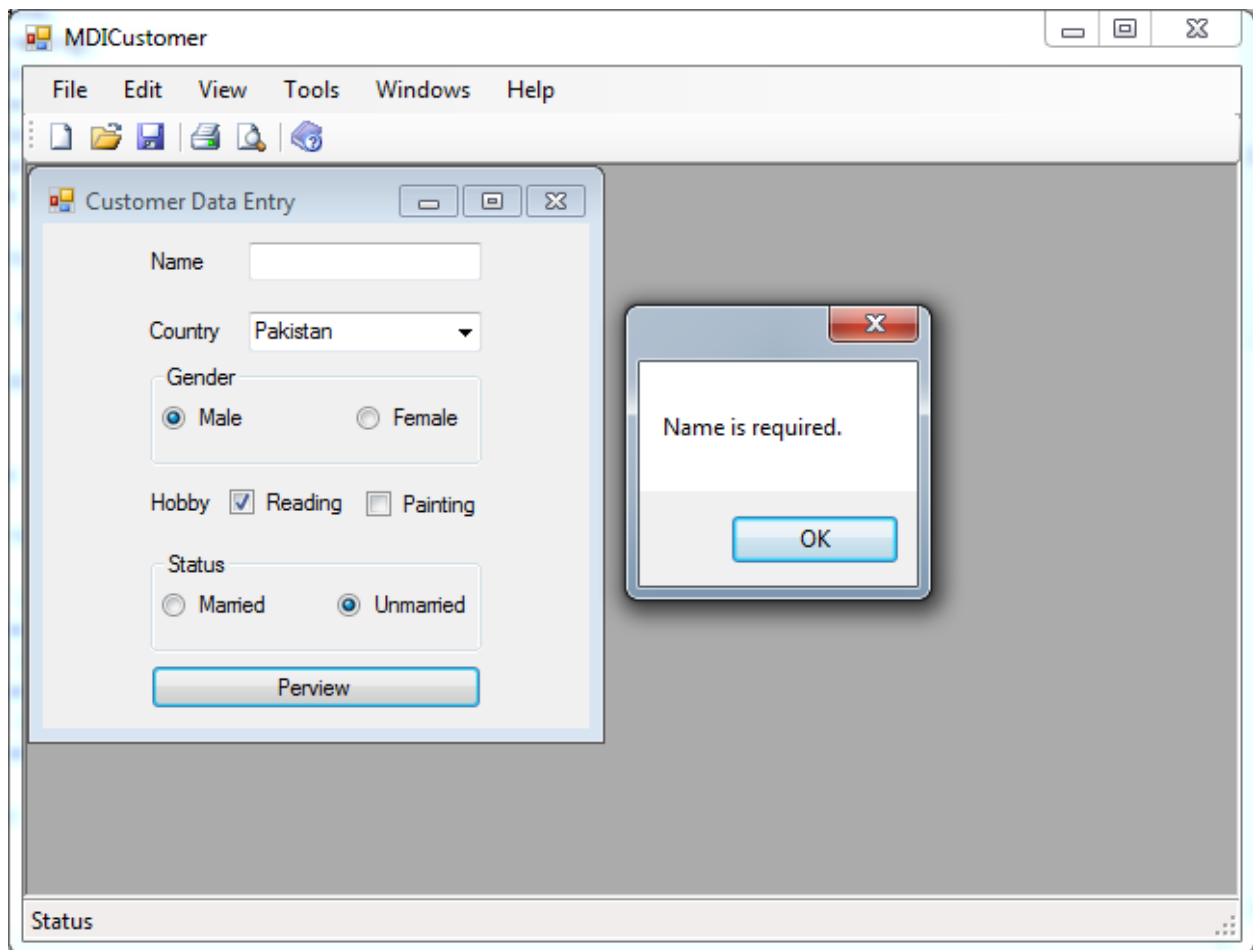 MDICustomer
File Edit View Tools Windows Help
Customer Data Entry
Name
Country Pakistan
Gender
Male Female
Hobby Reading Painting
Status
Married Unmarried
Perview
Name is required.
OK
Status